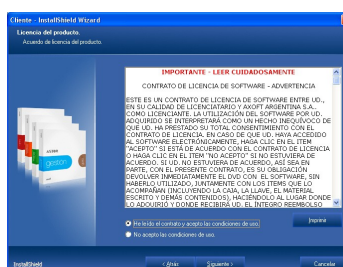 Cliente - InstallShield Wizard
Licencia del producto.
Acuerdo de licencia del producto.
IMPORTANTE - LEER CUIDADOSAMENTE
CONTRATO DE LICENCIA DE SOFTWARE - ADVERTENCIA
ESTE ES UN CONTRATO DE LICENCIA DE SOFTWARE ENTRE UD.,
EN SU CALIDAD DE LICENCIATARIO Y AXOFT ARGENTINA S.A..
COMO LICENCIANTE. LA UTILIZACIÓN DEL SOFTWARE POR UD.
ADQUIRIDO SE INTERPRETARÁ COMO UN HECHO INEQUÍVOCO DE
QUE UD. HA PRESTADO SU TOTAL CONSENTIMIENTO CON EL
CONTRATO DE LICENCIA. EN CASO DE QUE UD. HAYA ACCEDIDO
AL SOFTWARE ELECTRÓNICAMENTE, HAGA CLIC EN EL ITEM
"ACEPTO" SI ESTÁ DE ACUERDO CON EL CONTRATO DE LICENCIA
O HAGA CLIC EN EL ITEM "NO ACEPTO" SI NO ESTUVIERA DE
ACUERDO. SI UD. NO ESTUVIERA DE ACUERDO, ASÍ SEA EN
PARTE, CON EL PRESENTE CONTRATO, ES SU OBLIGACIÓN
DEVOLVER INMEDIATAMENTE EL DVD CON EL SOFTWARE, SIN
HABERLO UTILIZADO, JUNTAMENTE CON LOS ITEMS QUE LO
ACOMPAÑAN (INCLUYENDO LA CAJA, LA LLAVE, EL MATERIAL
ESCRITO Y DEMÁS CONTENIDOS), HACIÉNDOLO AL LUGAR DONDE
LO ADQUIRIÓ Y DONDE RECIBIRÁ UD. EL ÍNTEGRO REEMBOLSO
gestion
He leído el contrato y acepto las condiciones de uso.
Imprimir
No acepto las condiciones de uso.
InstallShield
< Atrás
Siguiente >
Cancelar